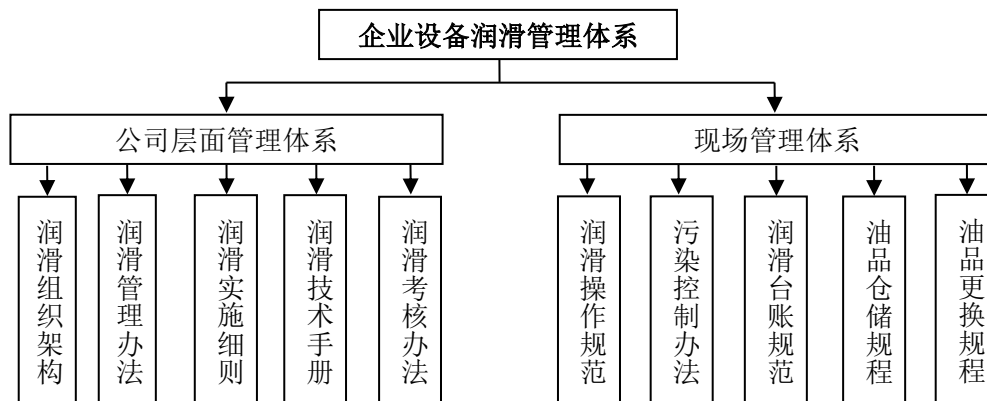 企业设备润滑管理体系
公司层面管理体系
现场管理体系
润滑组织架构
润滑管理办法
润滑实施细则
润滑技术手册
润滑考核办法
润滑操作规范
污染控制办法
润滑台账规范
油品仓储规程
油品更换规程